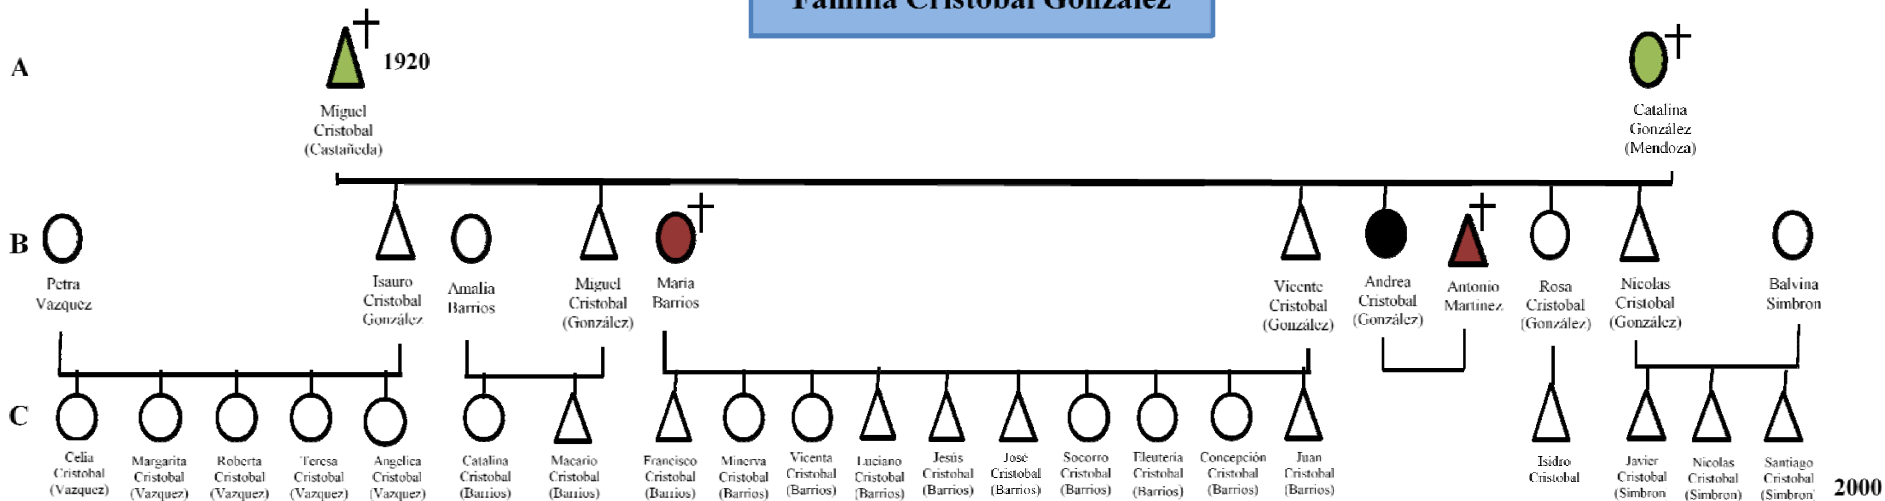 Familia Cristobal González
A
1920
Miguel
Cristobal
(Castañeda)
Catalina
González
(Mendoza)
B
Petra
Vazquez
Isauro
Cristobal
González
Amalia
Barrios
Miguel
Cristobal
(González)
Maria
Barrios
Vicente
Cristobal
(González)
Andrea
Cristobal
(González)
Antonio
Martinez
Rosa
Cristobal
(González)
Nicolas
Cristobal
(González)
Balvina
Simbron
C
Celia
Cristobal
(Vazquez)
Margarita
Cristobal
(Vazquez)
Roberta
Cristobal
(Vazquez)
Teresa
Cristobal
(Vazquez)
Angelica
Cristobal
(Vazquez)
Catalina
Cristobal
(Barrios)
Macario
Cristobal
(Barrios)
Francisco
Cristobal
(Barrios)
Minerva
Cristobal
(Barrios)
Vicenta
Cristobal
(Barrios)
Luciano
Cristobal
(Barrios)
Jesús
Cristobal
(Barrios)
José
Cristobal
(Barrios)
Socorro
Cristobal
(Barrios)
Eleuteria
Cristobal
(Barrios)
Concepción
Cristobal
(Barrios)
Juan
Cristobal
(Barrios)
Isidro
Cristobal
Javier
Cristobal
(Simbron
Nicolas
Cristobal
(Simbron)
Santiago
Cristobal
(Simbron)
2000